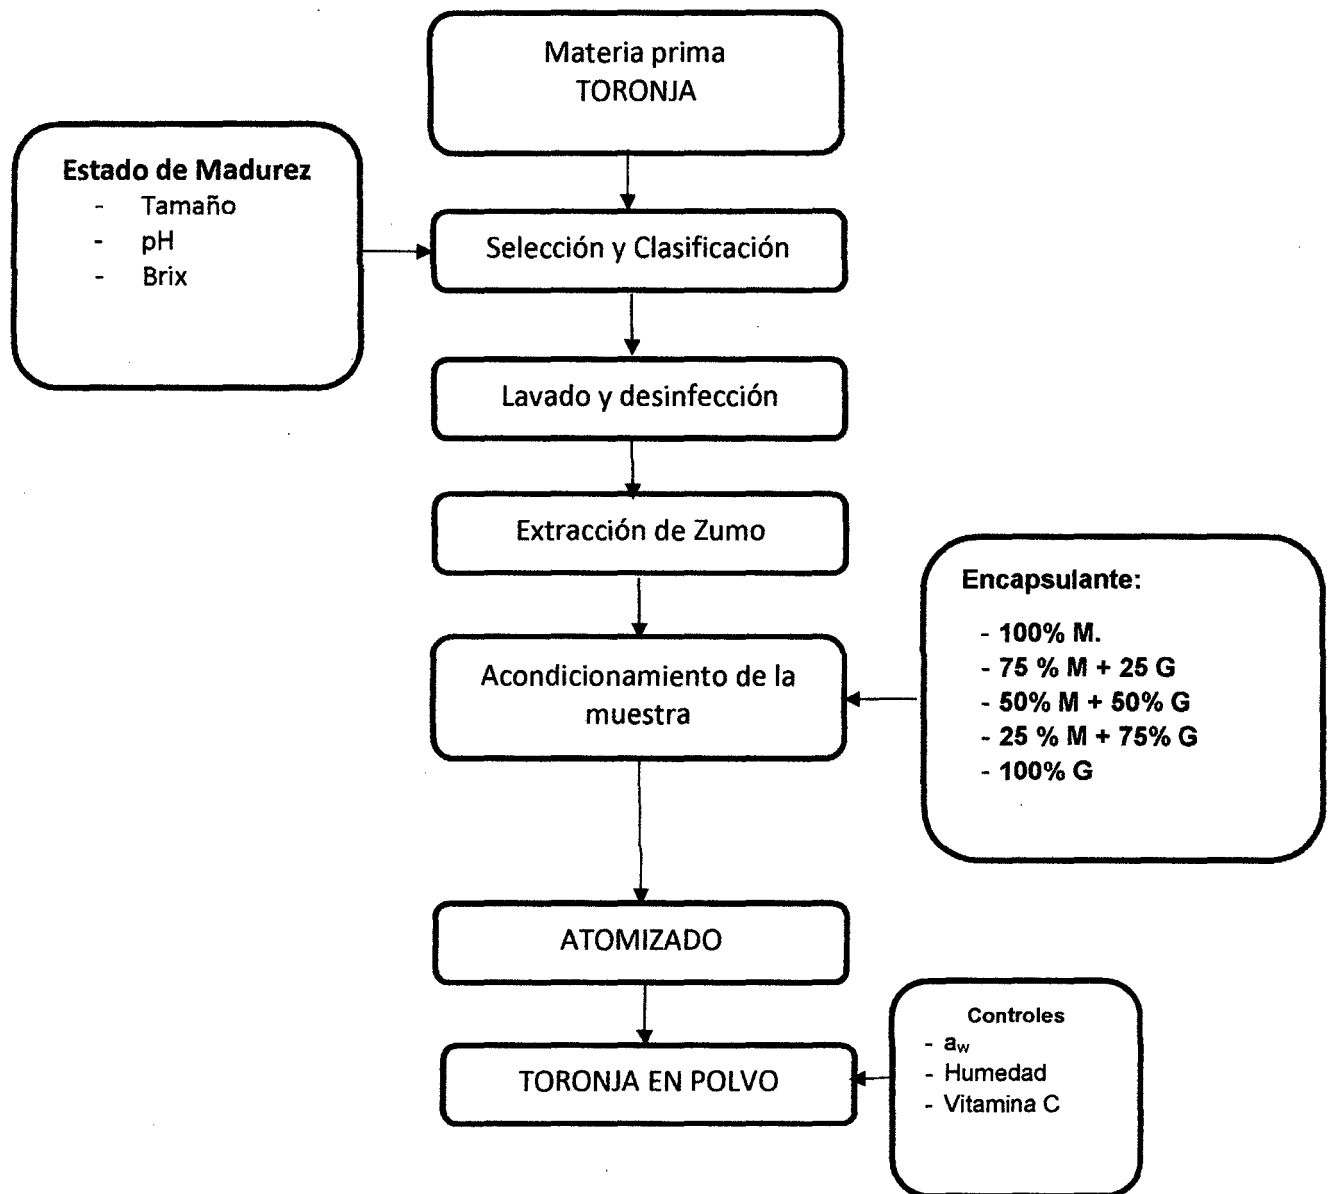 Materia prima
TORONJA
Estado de Madurez
- Tamaño
- pH
- Brix
Selección y Clasificación
Lavado y desinfección
Extracción de Zumo
Encapsulante:
- 100% M.
- 75 % M + 25 G
- 50% M + 50% G
- 25 % M + 75% G
- 100% G
Acondicionamiento de la
muestra
ATOMIZADO
Controles
- aw
- Humedad
- Vitamina C
TORONJA EN POLVO